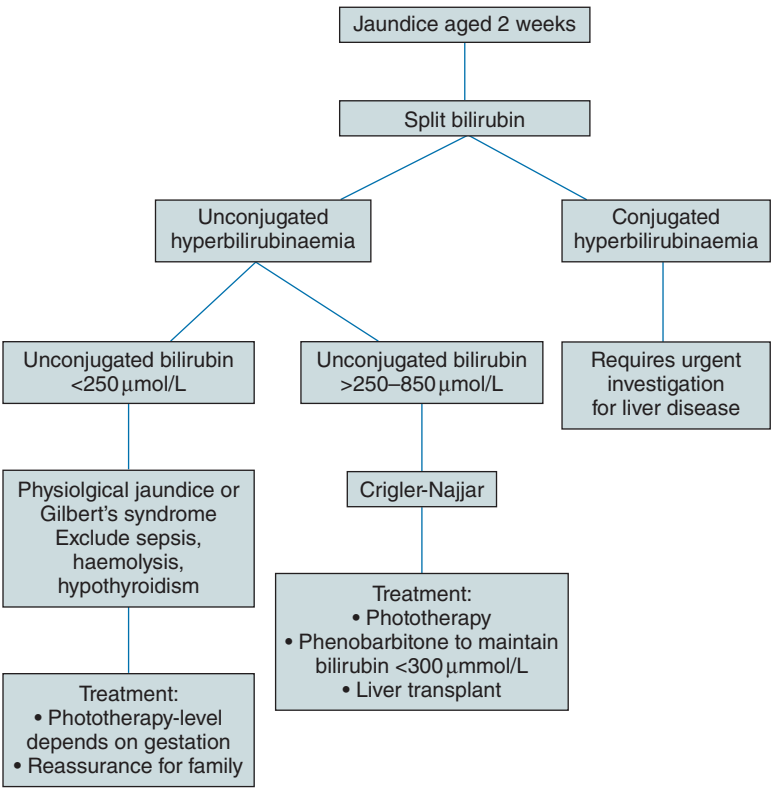 Jaundice aged 2 weeks
Split bilirubin
Unconjugated
hyperbilirubinaemia
Conjugated
hyperbilirubinaemia
Unconjugated bilirubin
<250 μmol/L
Unconjugated bilirubin
>250–850 μmol/L
Requires urgent
investigation
for liver disease
Physiolgical jaundice or
Gilbert's syndrome
Exclude sepsis,
haemolysis,
hypothyroidism
Crigler-Najjar
Treatment:
• Phototherapy
• Phenobarbitone to maintain
bilirubin <300 μmmol/L
• Liver transplant
Treatment:
• Phototherapy-level
depends on gestation
• Reassurance for family